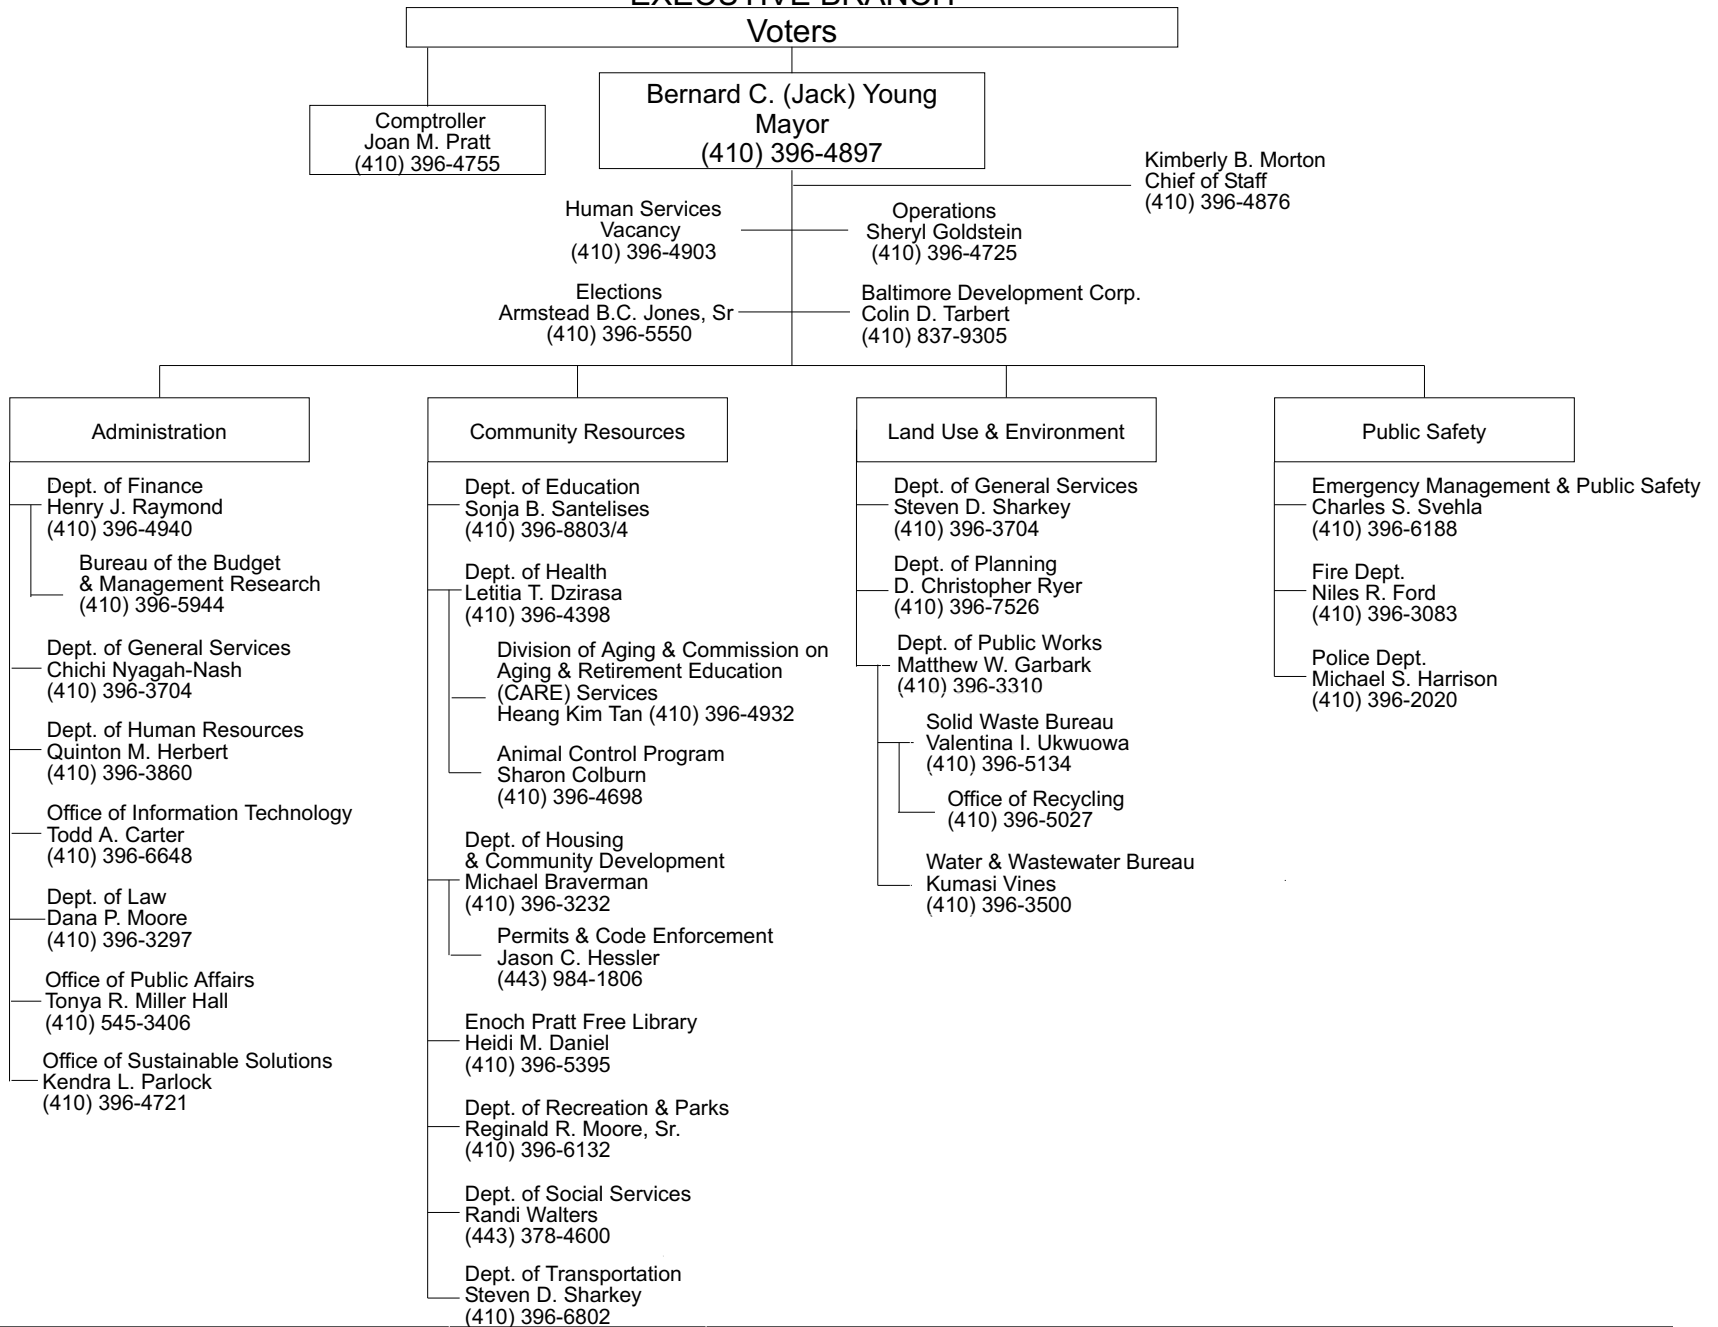 EXECUTIVE BRANCH
Voters
Comptroller
Joan M. Pratt
(410) 396-4755
Bernard C. (Jack) Young
Mayor
(410) 396-4897
Kimberly B. Morton
Chief of Staff
(410) 396-4876
Human Services
Vacancy
(410) 396-4903
Operations
Sheryl Goldstein
(410) 396-4725
Elections
Armstead B.C. Jones, Sr
(410) 396-5550
Baltimore Development Corp.
Colin D. Tarbert
(410) 837-9305
Administration
Dept. of Finance
Henry J. Raymond
(410) 396-4940
Bureau of the Budget
& Management Research
(410) 396-5944
Dept. of General Services
Chichi Nyagah-Nash
(410) 396-3704
Dept. of Human Resources
Quinton M. Herbert
(410) 396-3860
Office of Information Technology
Todd A. Carter
(410) 396-6648
Dept. of Law
Dana P. Moore
(410) 396-3297
Office of Public Affairs
Tonya R. Miller Hall
(410) 545-3406
Office of Sustainable Solutions
Kendra L. Parlock
(410) 396-4721
Community Resources
Dept. of Education
Sonja B. Santelises
(410) 396-8803/4
Dept. of Health
Letitia T. Dzirasa
(410) 396-4398
Division of Aging & Commission on
Aging & Retirement Education
(CARE) Services
Heang Kim Tan (410) 396-4932
Animal Control Program
Sharon Colburn
(410) 396-4698
Dept. of Housing
& Community Development
Michael Braverman
(410) 396-3232
Permits & Code Enforcement
Jason C. Hessler
(443) 984-1806
Enoch Pratt Free Library
Heidi M. Daniel
(410) 396-5395
Dept. of Recreation & Parks
Reginald R. Moore, Sr.
(410) 396-6132
Dept. of Social Services
Randi Walters
(443) 378-4600
Dept. of Transportation
Steven D. Sharkey
(410) 396-6802
Land Use & Environment
Dept. of General Services
Steven D. Sharkey
(410) 396-3704
Dept. of Planning
D. Christopher Ryer
(410) 396-7526
Dept. of Public Works
Matthew W. Garbark
(410) 396-3310
Solid Waste Bureau
Valentina I. Ukwuowa
(410) 396-5134
Office of Recycling
(410) 396-5027
Water & Wastewater Bureau
Kumasi Vines
(410) 396-3500
Public Safety
Emergency Management & Public Safety
Charles S. Svehla
(410) 396-6188
Fire Dept.
Niles R. Ford
(410) 396-3083
Police Dept.
Michael S. Harrison
(410) 396-2020